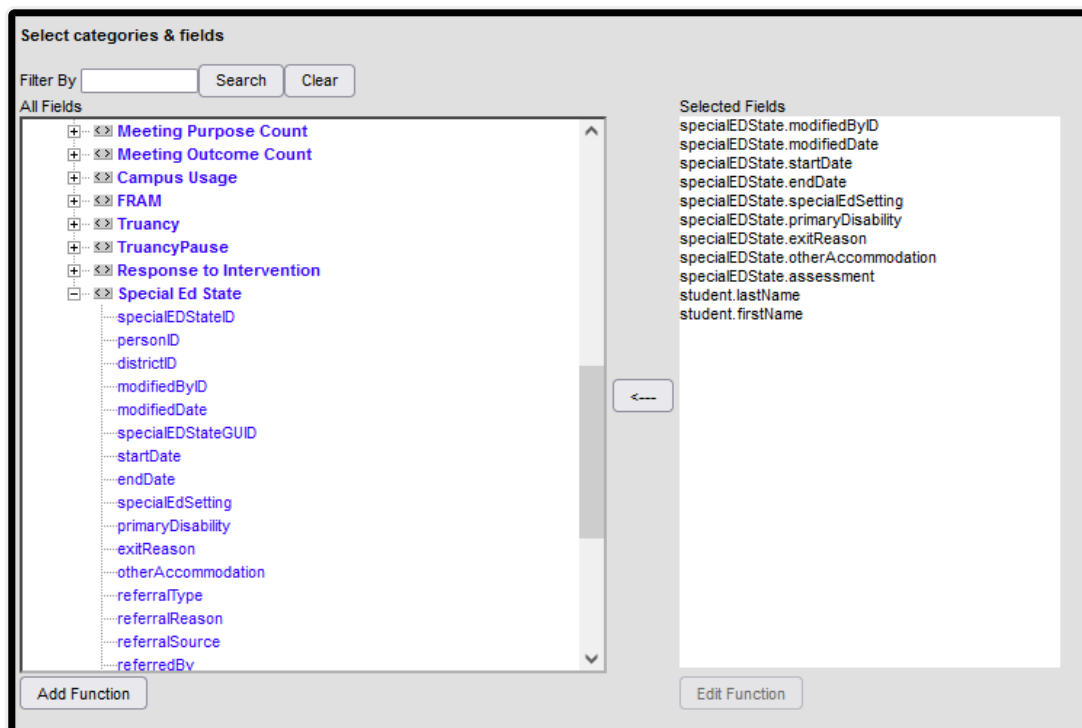 Select categories & fields
Filter By
Search
Clear
All Fields
Meeting Purpose Count
Meeting Outcome Count
Campus Usage
FRAM
Truancy
TruancyPause
Response to Intervention
Special Ed State
specialEDStateID
personID
districtID
modifiedByID
modifiedDate
specialEDStateGUID
startDate
endDate
specialEdSetting
primaryDisability
exitReason
otherAccommodation
referralType
referralReason
referralSource
referredBy
Add Function
<---
Selected Fields
specialEDState.modifiedByID
specialEDState.modifiedDate
specialEDState.startDate
specialEDState.endDate
specialEDState.specialEdSetting
specialEDState.primaryDisability
specialEDState.exitReason
specialEDState.otherAccommodation
specialEDState.assessment
student.lastName
student.firstName
Edit Function